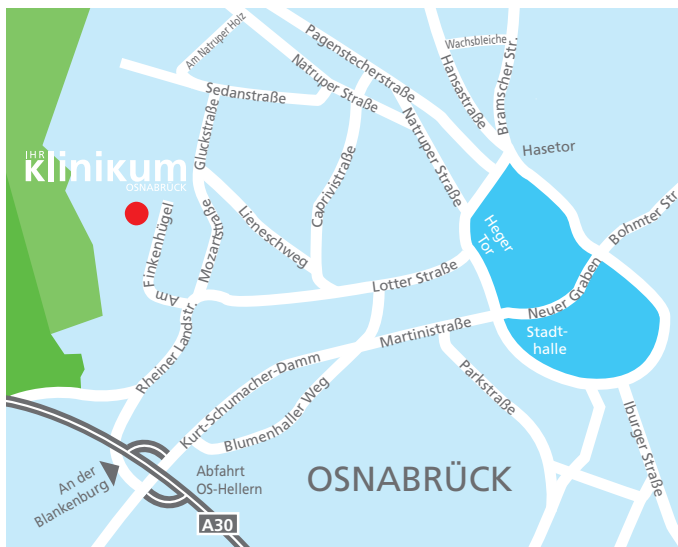 Am Natruper Holz
Pagenstecherstraße
Wachsbleiche
Hansastraße
Bramscher Str.
Natruper Straße
Sedanstraße
Gluckstraße
Natruper Straße
Hasetor
IHR
Klinikum
OSNABRÜCK
Caprivistraße
Lieneschweg
Mozartstraße
Am Finkenhügel
Heger
Tor
Bohmter Str.
Lotter Straße
Neuer Graben
Rheiner Landstr.
Martinistraße
Stadt-
halle
Kurt-Schumacher-Damm
Blumenhaller Weg
Parkstraße
Iburger Straße
An der
Blankenburg
Abfahrt
OS-Hellern
OSNABRÜCK
A30